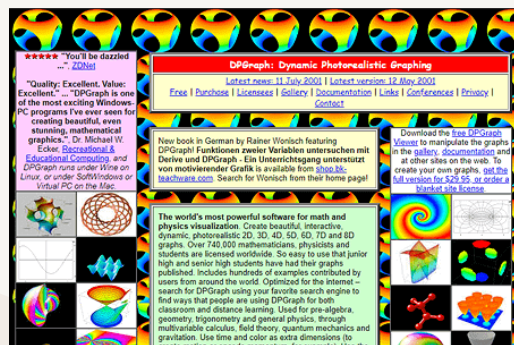 ★★★★★ "You'll be dazzled
...". ZDNet
"Quality: Excellent. Value:
Excellent." ... "DPGraph is one
of the most exciting Windows-
PC programs I've ever seen for
creating beautiful, even
stunning, mathematical
graphics.", Dr. Michael W.
Ecker, Recreational &
Educational Computing, and
DPGraph runs under Wine on
Linux, or under SoftWindows or
Virtual PC on the Mac.
DPGraph: Dynamic Photorealistic Graphing
Latest news: 11 July 2001 | Latest version: 12 May 2001
Free | Purchase | Licensees | Gallery | Documentation | Links | Conferences | Privacy |
Contact
New book in German by Rainer Wonisch featuring
DPGraph! Funktionen zweier Variablen untersuchen mit
Derive und DPGraph - Ein Unterrichtsgang unterstützt
von motivierender Grafik is available from shop.bk-
teachware.com. Search for Wonisch from their home page!
The world's most powerful software for math and
physics visualization. Create beautiful, interactive,
dynamic, photorealistic 2D, 3D, 4D, 5D, 6D, 7D and 8D
graphs. Over 740,000 mathematicians, physicists and
students are licensed worldwide. So easy to use that junior
high and senior high students have had their graphs
published. Includes hundreds of examples contributed by
users from around the world. Optimized for the internet –
search for DPGraph using your favorite search engine to
find ways that people are using DPGraph for both
classroom and distance learning. Used for pre-algebra,
geometry, trigonometry and general physics, through
multivariable calculus, field theory, quantum mechanics and
gravitation. Use time and color as extra dimensions (to
Download the free DPGraph
Viewer to manipulate the graphs
in the gallery, documentation and
at other sites on the web. To
create your own graphs, get the
full version for $29.95, or order a
blanket site license.